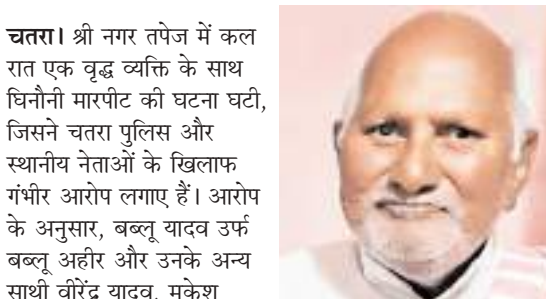 चतरा। श्री नगर तपेज में कल
रात एक वृद्ध व्यक्ति के साथ
घिनौनी मारपीट की घटना घटी,
जिसने चतरा पुलिस और
स्थानीय नेताओं के खिलाफ
गंभीर आरोप लगाए हैं। आरोप
के अनुसार, बब्लू यादव उर्फ
बब्लू अहीर और उनके अन्य
साथी वीरेंद्र यादव, मुकेश